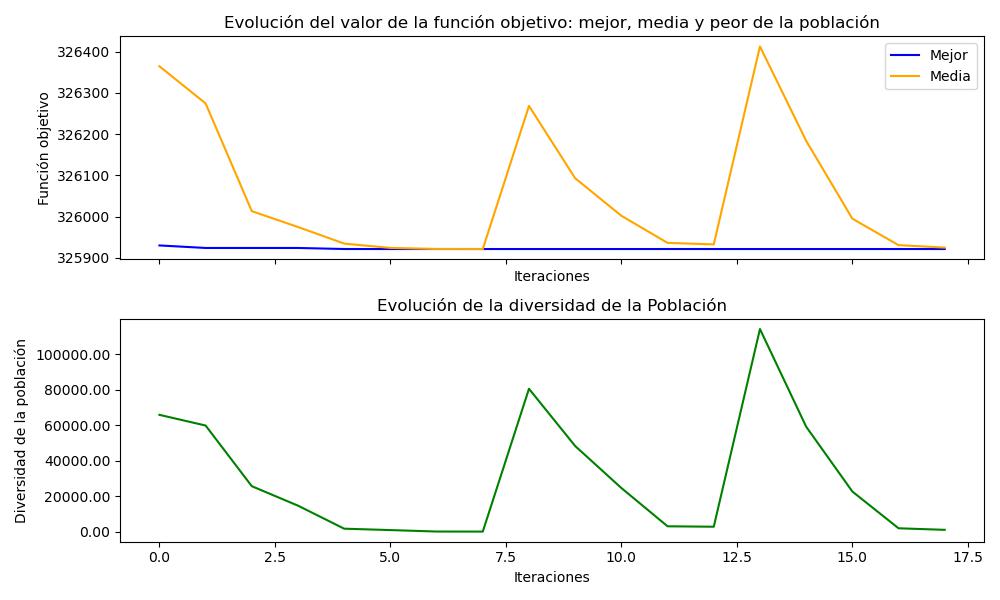 Evolución del valor de la función objetivo: mejor, media y peor de la población
Función objetivo
326400
326300
326200
326100
326000
325900
Mejor
Media
Iteraciones
Evolución de la diversidad de la Población
Diversidad de la población
100000.00
80000.00
60000.00
40000.00
20000.00
0.00
0.0 2.5 5.0 7.5 10.0 12.5 15.0 17.5
Iteraciones